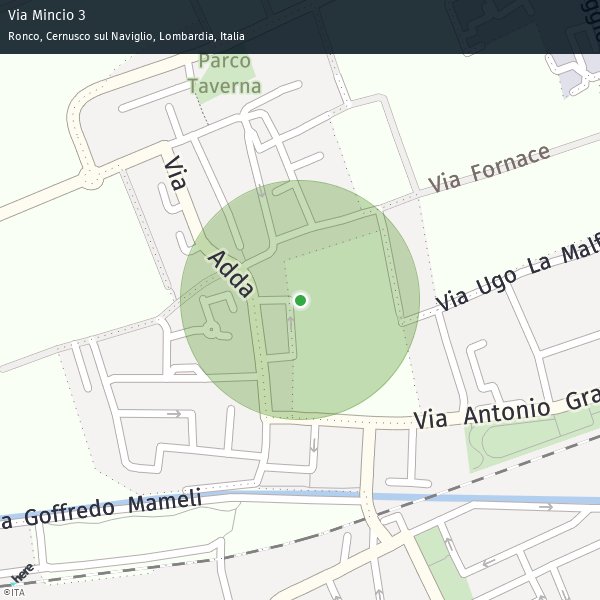 Via Mincio 3
Ronco, Cernusco sul Naviglio, Lombardia, Italia
Parco
Taverna
Via Fornace
Via
Adda
Via Ugo La Malf
Via Antonio Gra
a Goffredo Mameli
here
©ITA